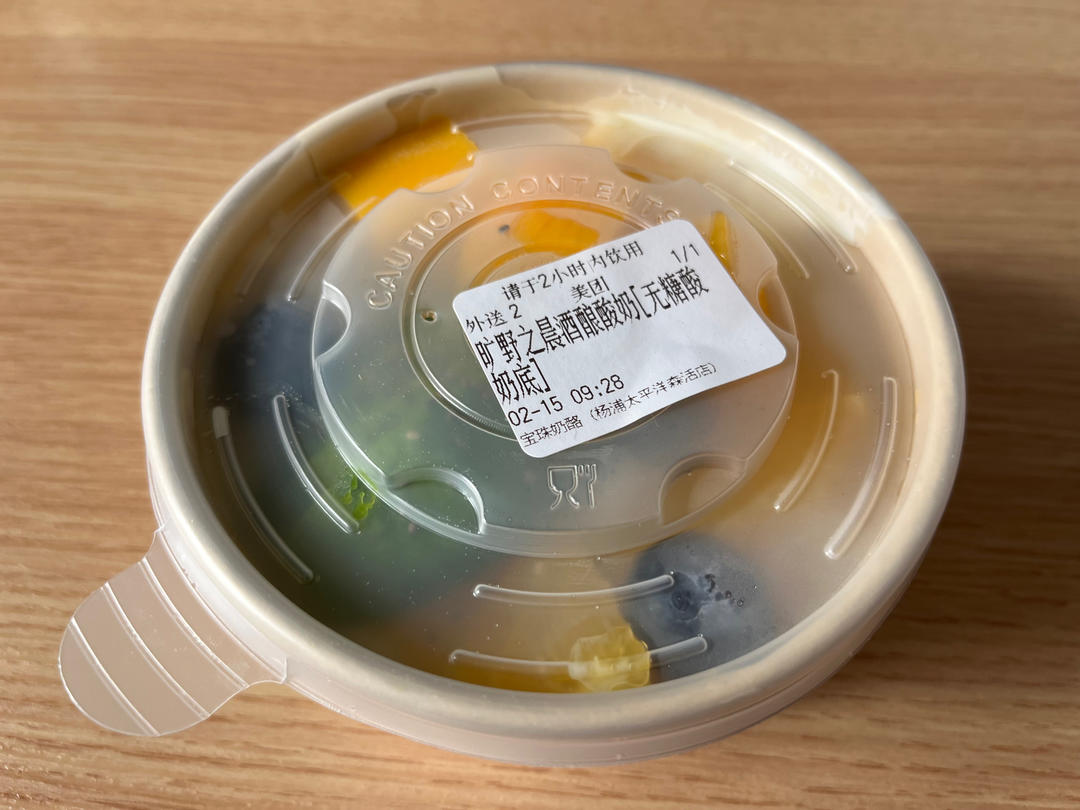 CAUTION CONTENTS
请于2小时内饮用
美团 1/1
外送 2
旷野之晨酒酿酸奶[无糖酸
奶底]
02-15 09:28
宝珠奶酪 (杨浦太平洋森活店)